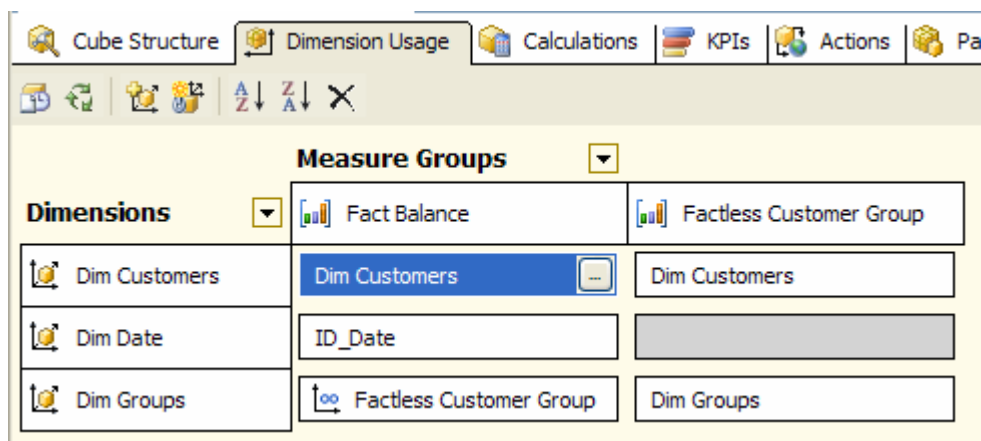 Cube Structure Dimension Usage Calculations KPIs Actions Pa
A Z Z A
Measure Groups
Dimensions Fact Balance Factless Customer Group
Dim Customers Dim Customers ... Dim Customers
Dim Date ID_Date
Dim Groups Factless Customer Group Dim Groups